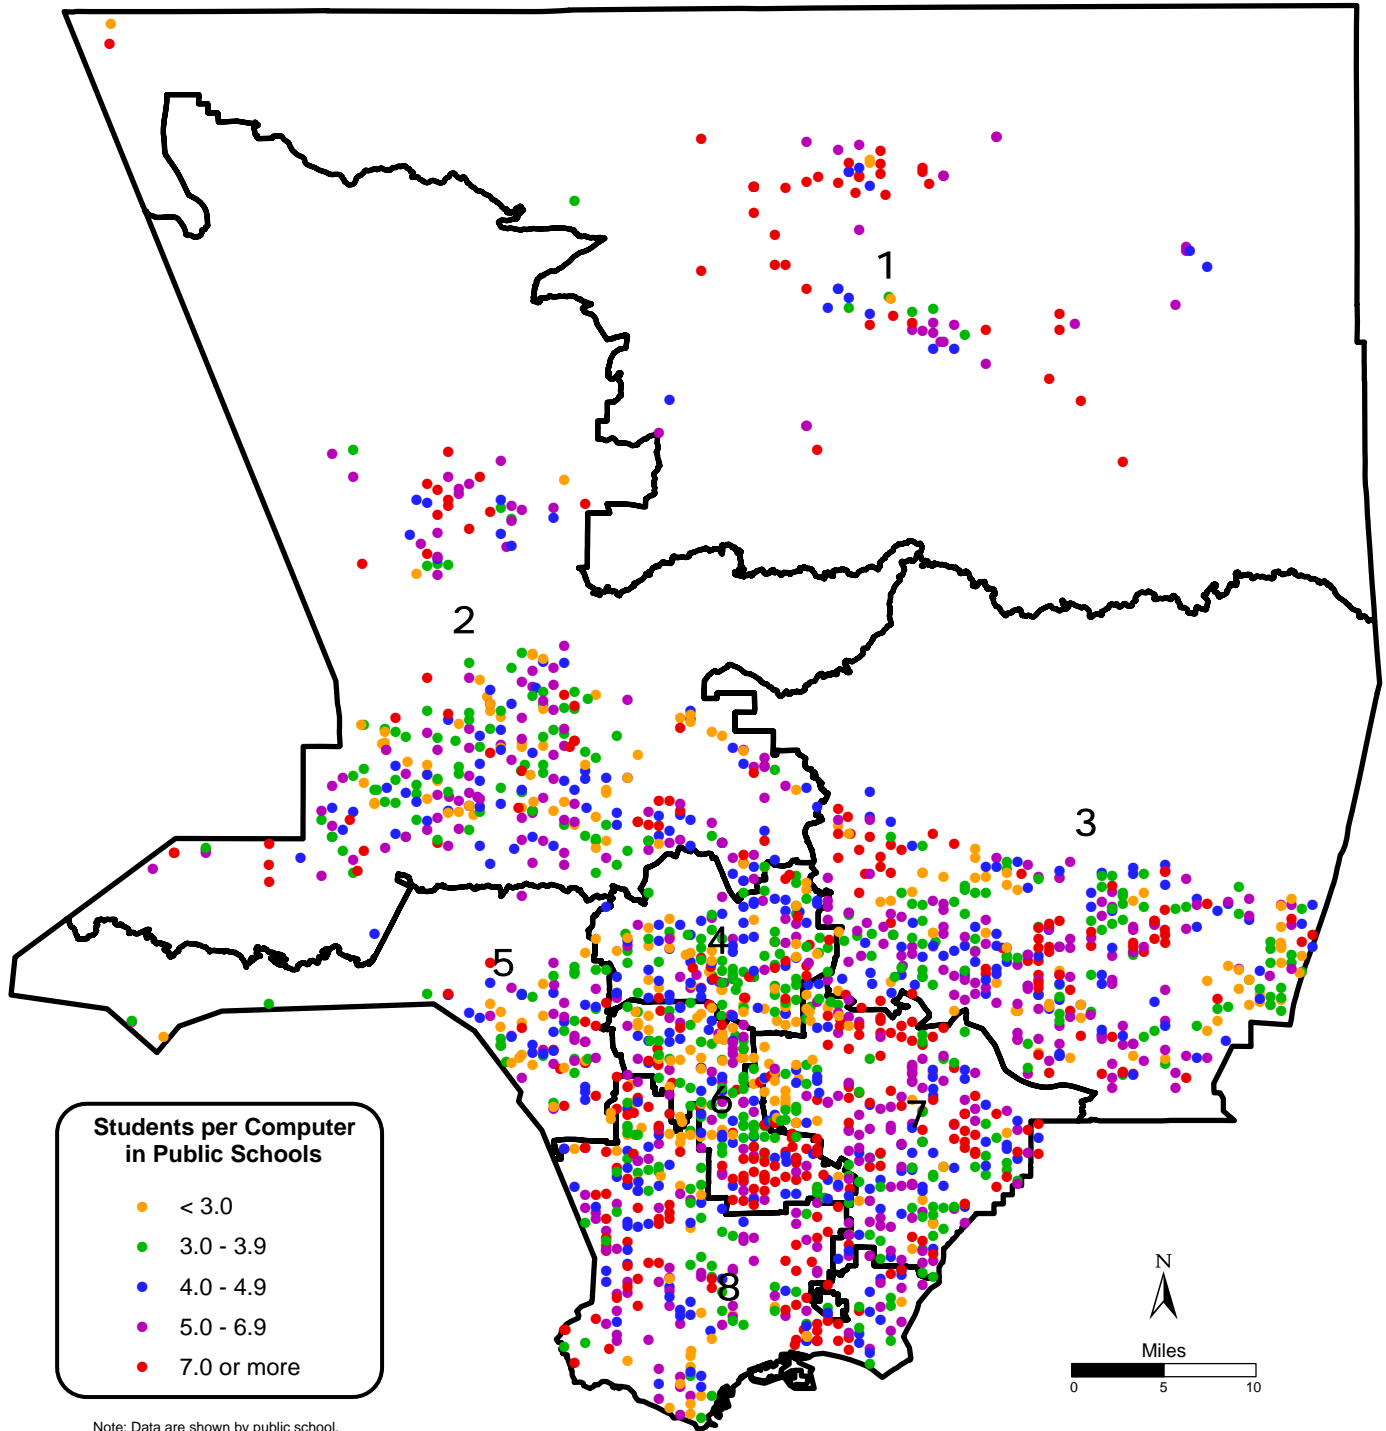 1
2
3
4
5
6
7
8
Students per Computer
in Public Schools
< 3.0
3.0 - 3.9
4.0 - 4.9
5.0 - 6.9
7.0 or more
Note: Data are shown by public school.
N
Miles
0 5 10